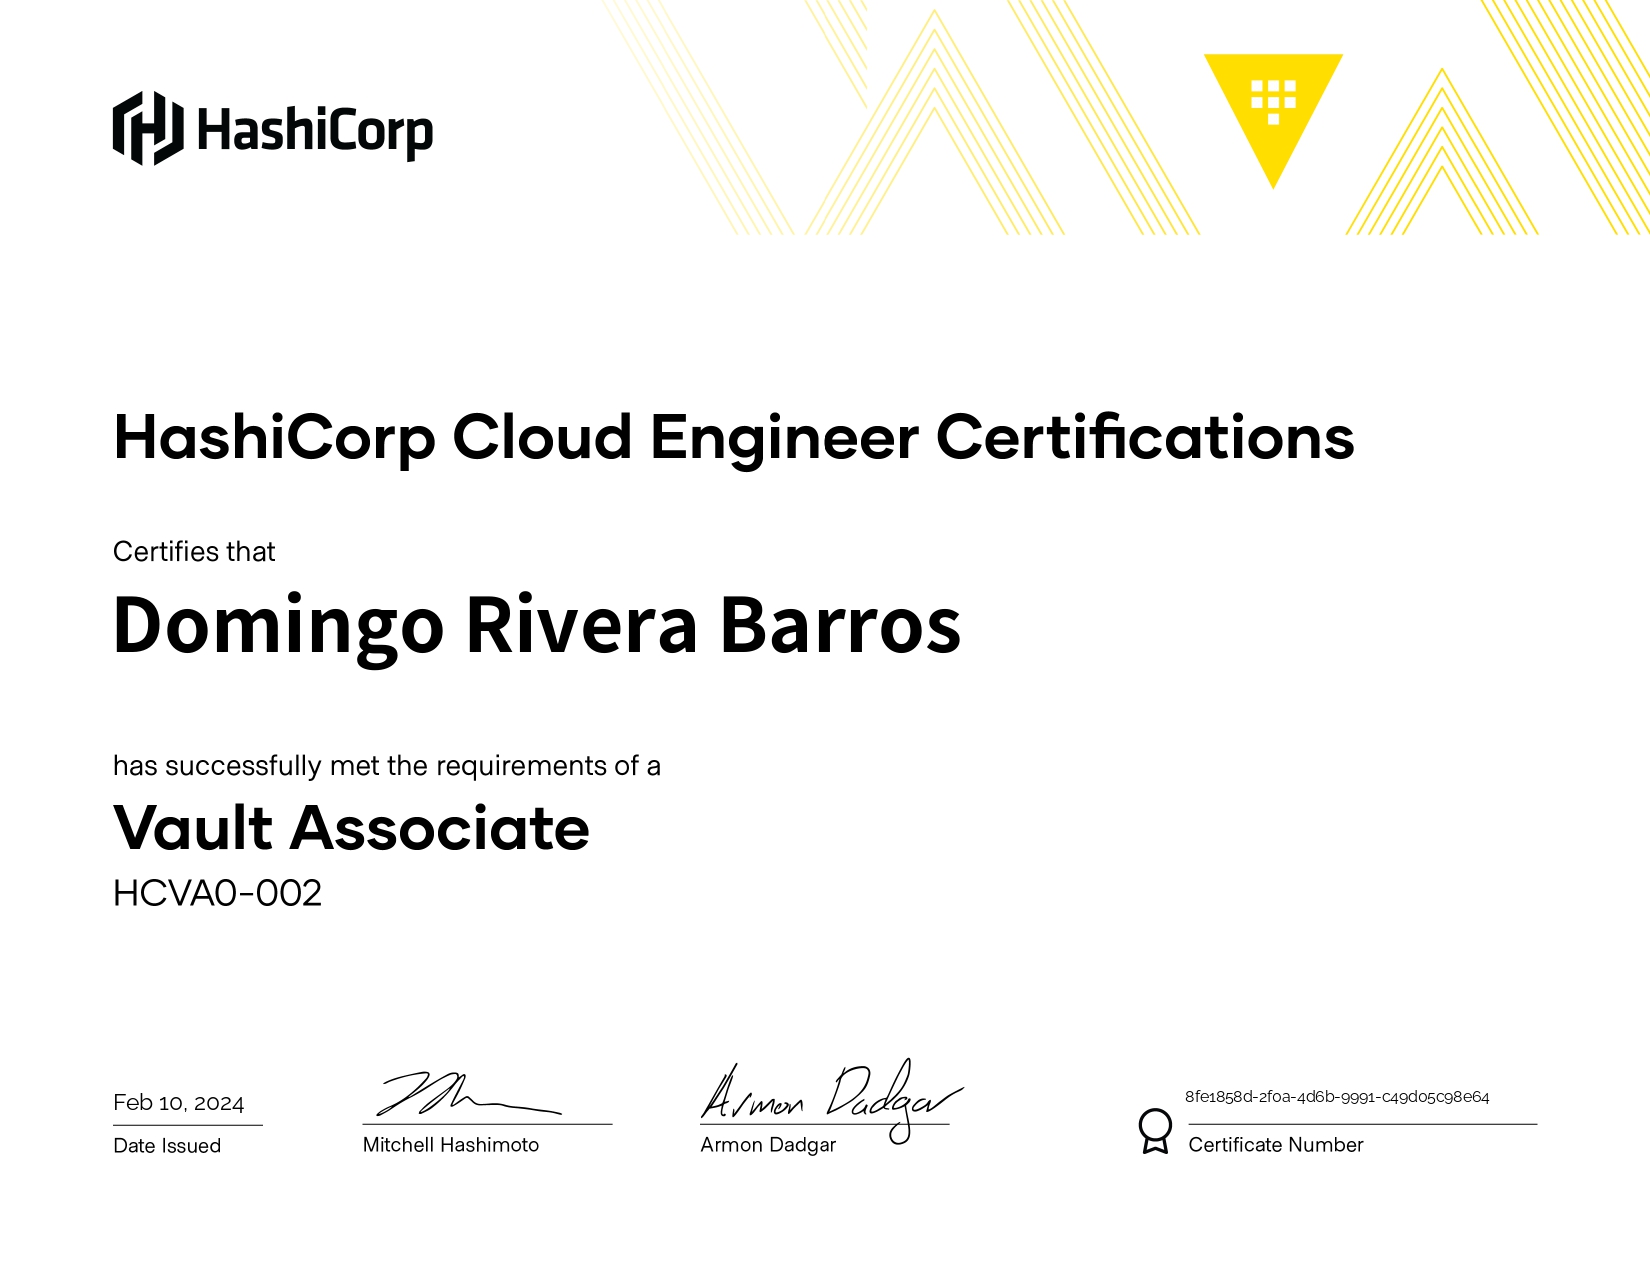 HashiCorp
HashiCorp Cloud Engineer Certifications
Certifies that
Domingo Rivera Barros
has successfully met the requirements of a
Vault Associate
HCVA0-002
Feb 10, 2024
Date Issued
Mitchell Hashimoto
Armon Dadgar
Armon Dadgar
8fe1858d-2f0a-4d6b-9991-c49d05c98e64
Certificate Number